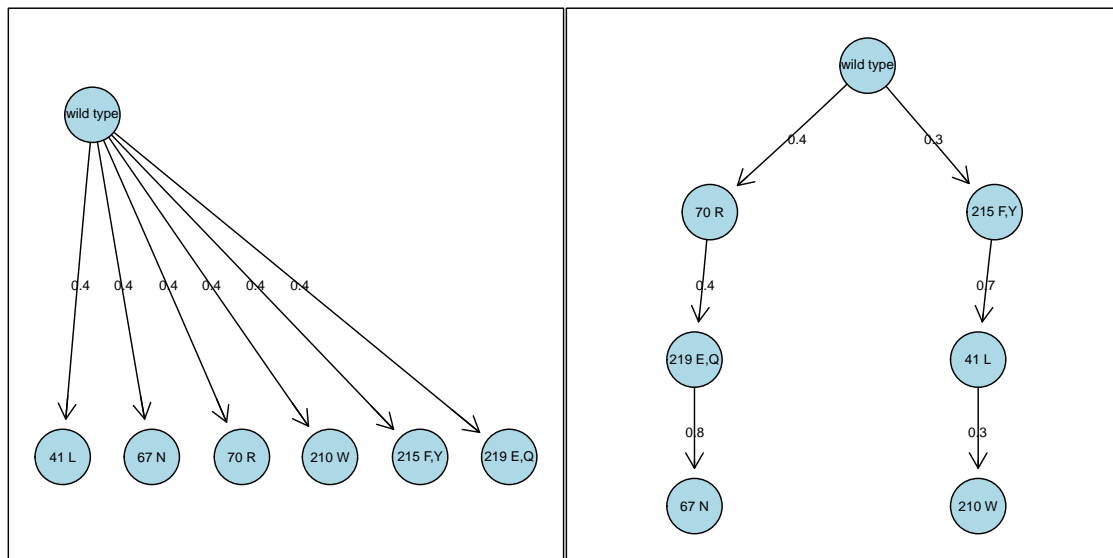 wild type
0.4 0.4 0.4 0.4 0.4 0.4
41 L 67 N 70 R 210 W 215 F,Y 219 E,Q
wild type
0.4 0.3
70 R 215 F,Y
0.4 0.7
219 E,Q 41 L
0.8 0.3
67 N 210 W